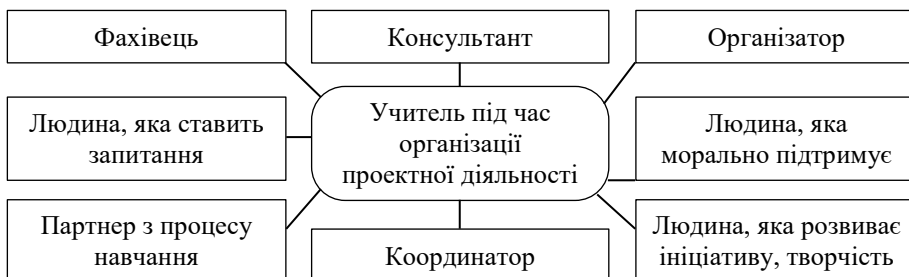 Фахівець
Консультант
Організатор
Людина, яка ставить
запитання
Учитель під час
організації
проектної діяльності
Людина, яка
морально підтримує
Партнер з процесу
навчання
Координатор
Людина, яка розвиває
ініціативу, творчість